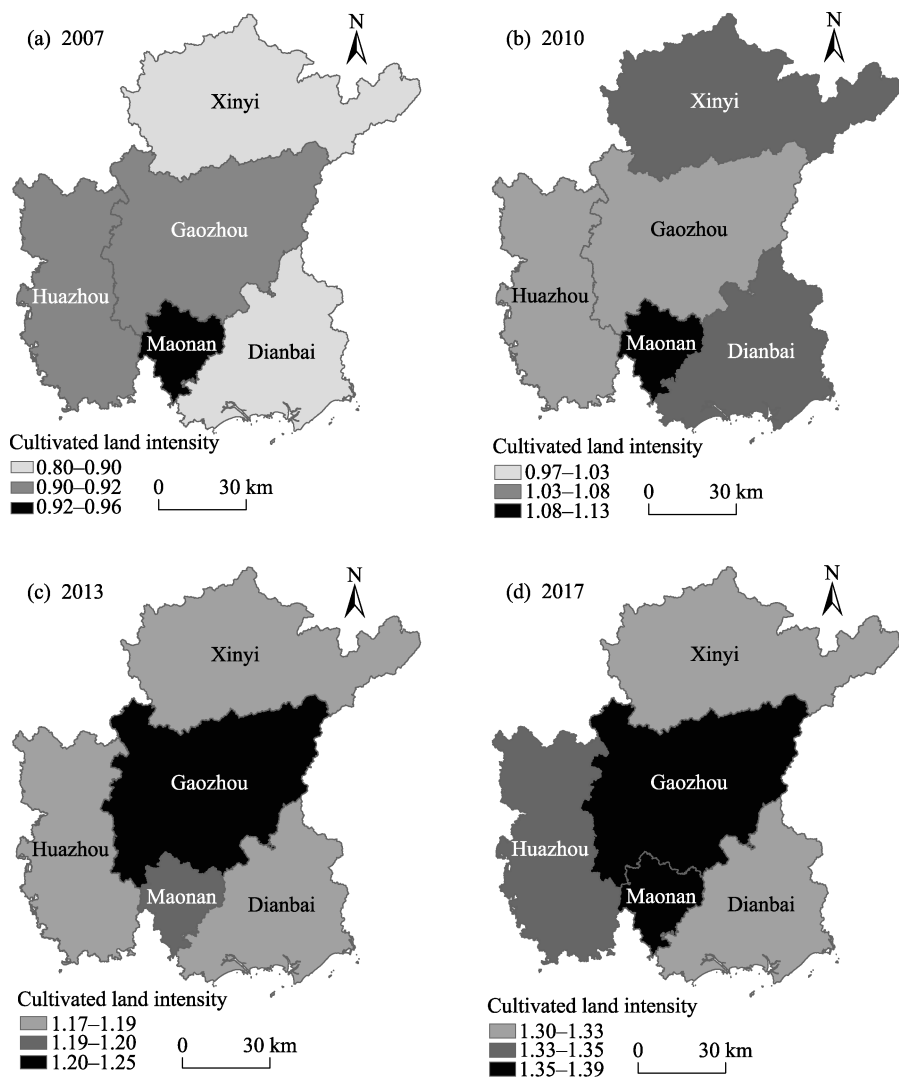 (a) 2007
N
Xinyi
Gaozhou
Huazhou
Maonan
Dianbai
Cultivated land intensity
0.80–0.90
0.90–0.92
0.92–0.96
0 30 km
(b) 2010
N
Xinyi
Gaozhou
Huazhou
Maonan
Dianbai
Cultivated land intensity
0.97–1.03
1.03–1.08
1.08–1.13
0 30 km
(c) 2013
N
Xinyi
Gaozhou
Huazhou
Maonan
Dianbai
Cultivated land intensity
1.17–1.19
1.19–1.20
1.20–1.25
0 30 km
(d) 2017
N
Xinyi
Gaozhou
Huazhou
Maonan
Dianbai
Cultivated land intensity
1.30–1.33
1.33–1.35
1.35–1.39
0 30 km